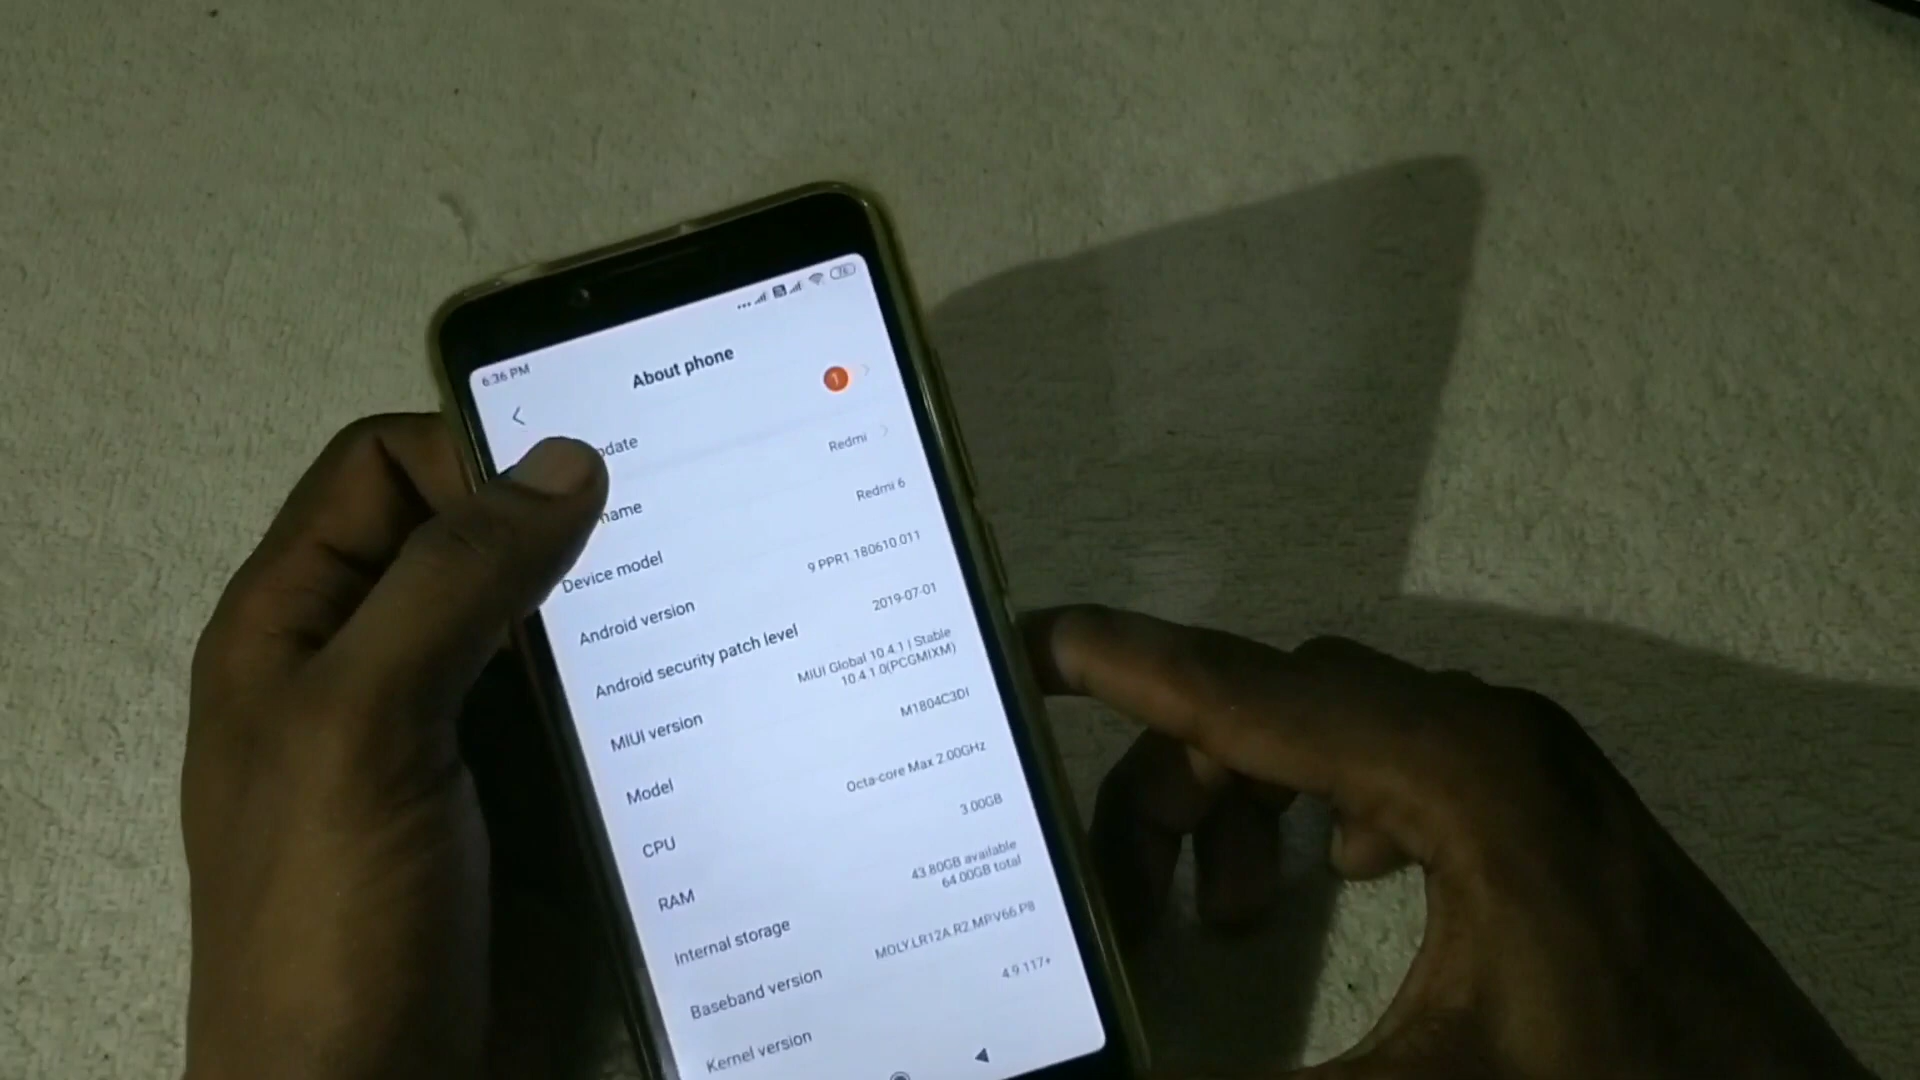 6:36 PM
76
About phone
1
pdate
name
Redmi
Device model
Redmi 6
Android version
9 PPR1.180610.011
Android security patch level
2019-07-01
MIUI version
MIUI Global 10.4.1 | Stable
10.4.1.0(PCGMIXM)
Model
M1804C3DI
CPU
Octa-core Max 2.00GHz
RAM
3.00GB
Internal storage
43.80GB available
64.00GB total
Baseband version
MOLY.LR12A.R2.MPV66.P8
Kernel version
4.9.117+